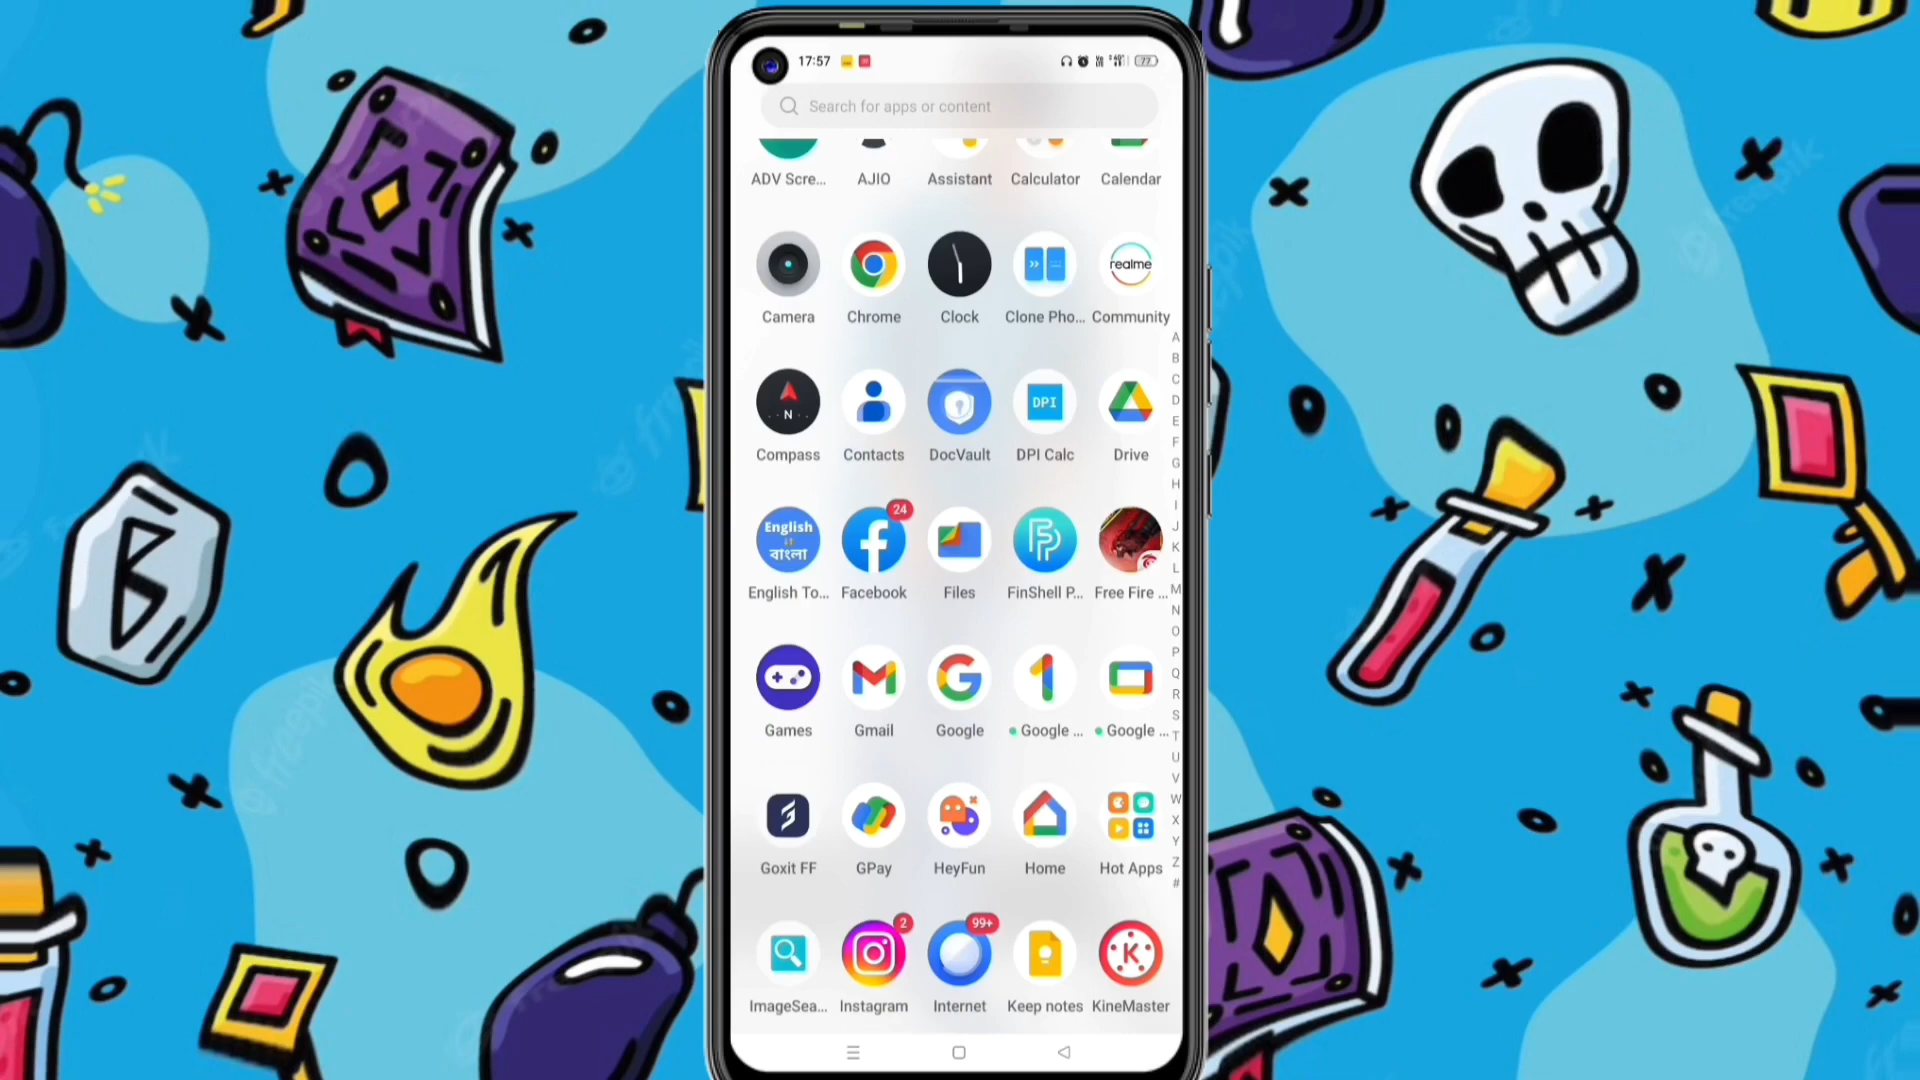 17:57
77
Search for apps or content
ADV Scre... AJIO Assistant Calculator Calendar
realme
Camera Chrome Clock Clone Pho... Community
N DPI
Compass Contacts DocVault DPI Calc Drive
English
বাংলা
24
English To... Facebook Files FinShell P... Free Fire ...
Games Gmail Google Google ... Google ...
Goxit FF GPay HeyFun Home Hot Apps
2 99+
K
ImageSea... Instagram Internet Keep notes KineMaster
A
B
C
D
E
F
G
H
I
J
K
L
M
N
O
P
Q
R
S
T
U
V
W
X
Y
Z
#
freepik